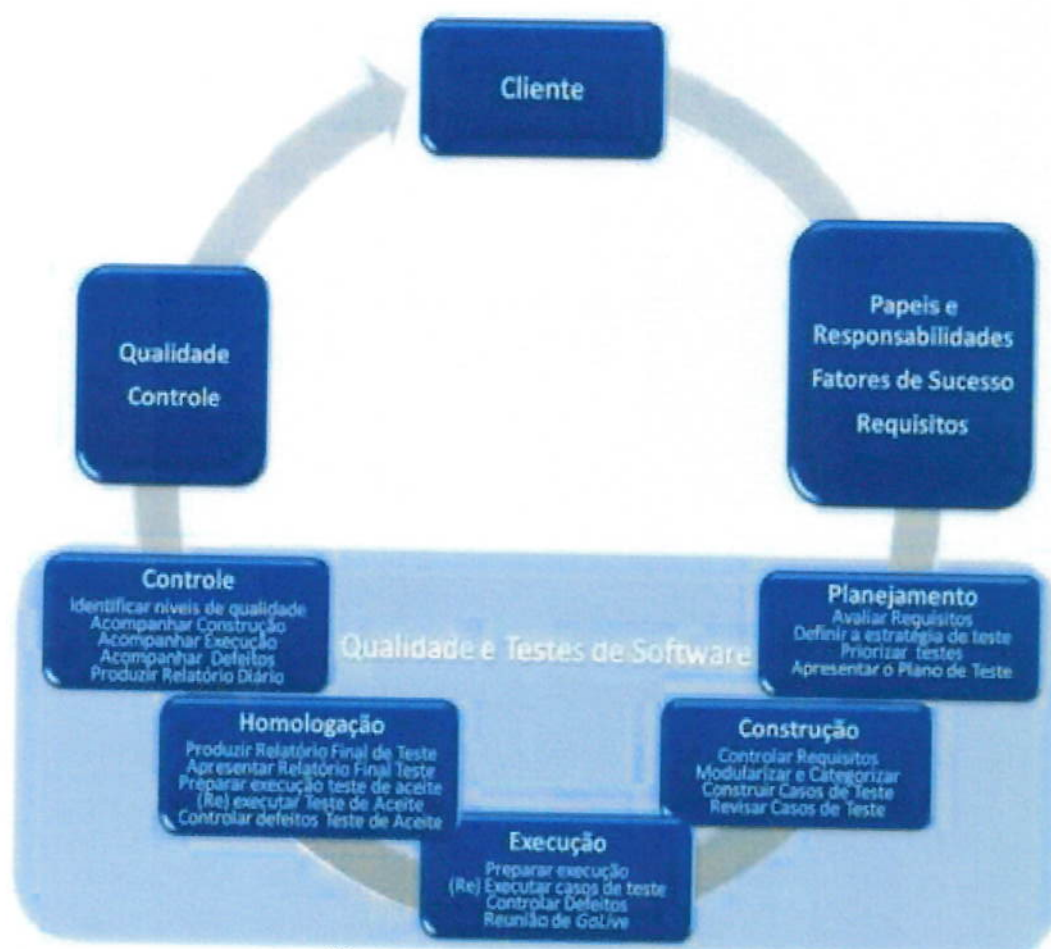 Cliente
Papeis e
Responsabilidades
Fatores de Sucesso
Requisitos
Planejamento
Avaliar Requisitos
Definir a estratégia de teste
Priorizar testes
Apresentar o Plano de Teste
Construção
Controlar Requisitos
Modularizar e Categorizar
Construir Casos de Teste
Revisar Casos de Teste
Execução
Preparar execução
(Re) Executar casos de teste
Controlar Defeitos
Reunião de GoLive
Homologação
Produzir Relatório Final de Teste
Apresentar Relatório Final Teste
Preparar execução teste de aceite
(Re) executar Teste de Aceite
Controlar defeitos Teste de Aceite
Controle
Identificar níveis de qualidade
Acompanhar Construção
Acompanhar Execução
Acompanhar Defeitos
Produzir Relatório Diário
Qualidade
Controle
Qualidade e Testes de Software